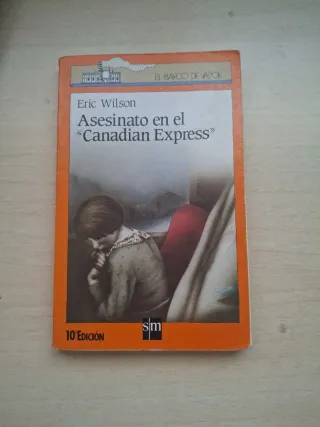 EL BARCO DE VAPOR
Eric Wilson
Asesinato en el
"Canadian Express"
10ª EDICIÓN
sm